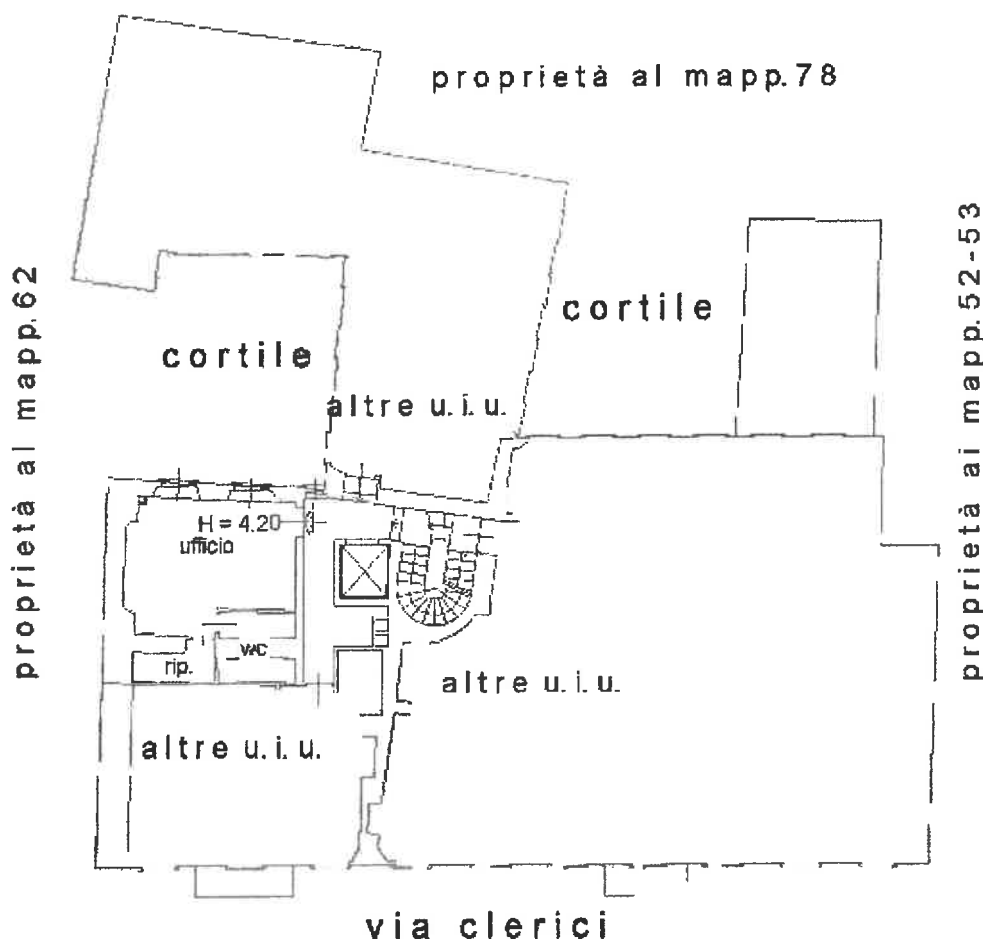 proprietà al mapp.78
proprietà al mapp.62
proprietà ai mapp.52-53
cortile
cortile
altre u.i.u.
H = 4.20
ufficio
wc
rip.
altre u.i.u.
altre u.i.u.
via clerici